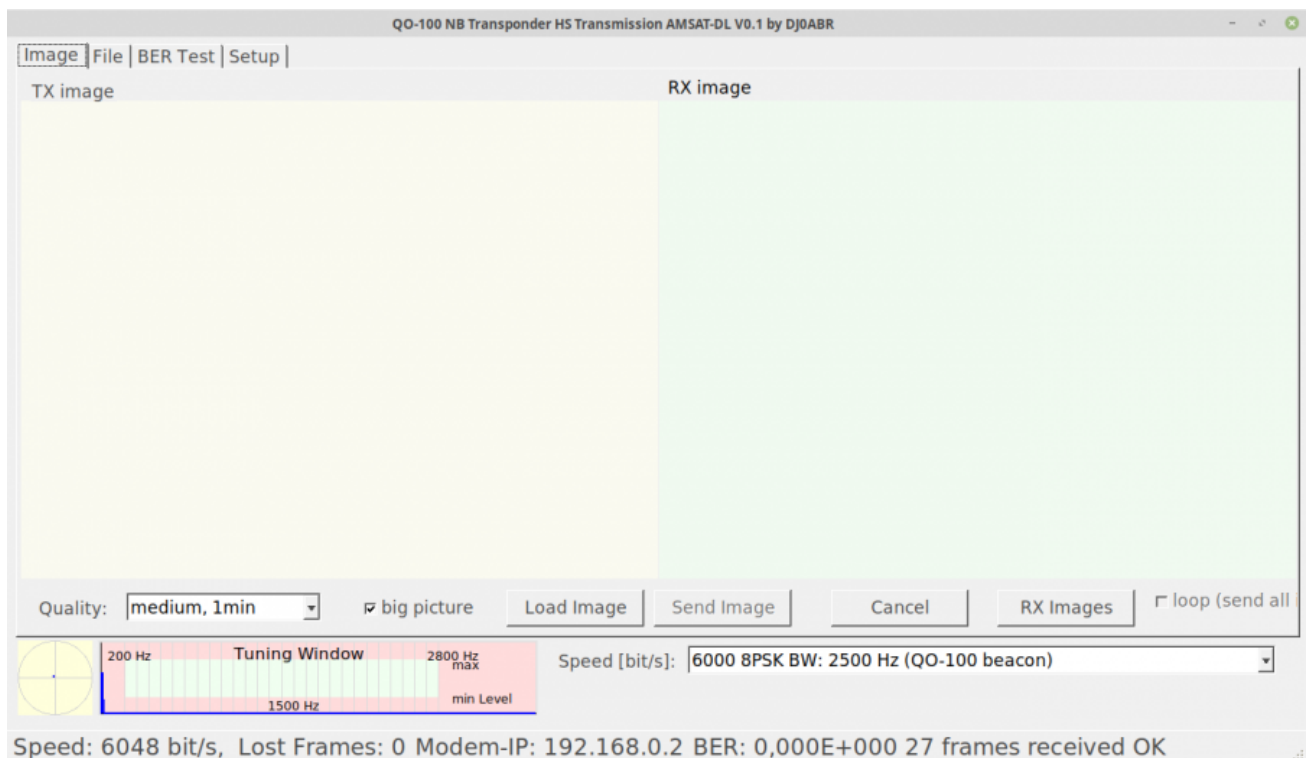 QO-100 NB Transponder HS Transmission AMSAT-DL V0.1 by DJ0ABR
Image File BER Test Setup
TX image RX image
Quality: medium, 1min big picture Load Image Send Image Cancel RX Images loop (send all
200 Hz Tuning Window 2800 Hz
max
Speed [bit/s]: 6000 8PSK BW: 2500 Hz (QO-100 beacon)
min Level
1500 Hz
Speed: 6048 bit/s, Lost Frames: 0 Modem-IP: 192.168.0.2 BER: 0,000E+000 27 frames received OK